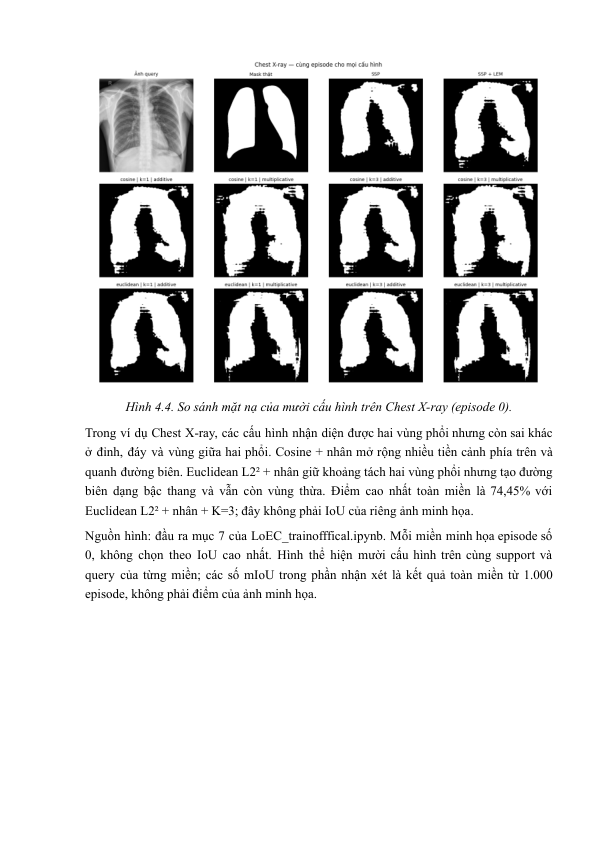 Chest X-ray — cùng episode cho mọi cấu hình
Ảnh query Mask thật SSP SSP + LEM
cosine | k=1 | additive cosine | k=1 | multiplicative cosine | k=3 | additive cosine | k=3 | multiplicative
euclidean | k=1 | additive euclidean | k=1 | multiplicative euclidean | k=3 | additive euclidean | k=3 | multiplicative
Hình 4.4. So sánh mặt nạ của mười cấu hình trên Chest X-ray (episode 0).
Trong ví dụ Chest X-ray, các cấu hình nhận diện được hai vùng phổi nhưng còn sai khác
ở đỉnh, đáy và vùng giữa hai phổi. Cosine + nhân mở rộng nhiều tiền cảnh phía trên và
quanh đường biên. Euclidean L2² + nhân giữ khoảng tách hai vùng phổi nhưng tạo đường
biên dạng bậc thang và vẫn còn vùng thừa. Điểm cao nhất toàn miền là 74,45% với
Euclidean L2² + nhân + K=3; đây không phải IoU của riêng ảnh minh họa.
Nguồn hình: đầu ra mục 7 của LoEC_trainofffical.ipynb. Mỗi miền minh họa episode số
0, không chọn theo IoU cao nhất. Hình thể hiện mười cấu hình trên cùng support và
query của từng miền; các số mIoU trong phần nhận xét là kết quả toàn miền từ 1.000
episode, không phải điểm của ảnh minh họa.